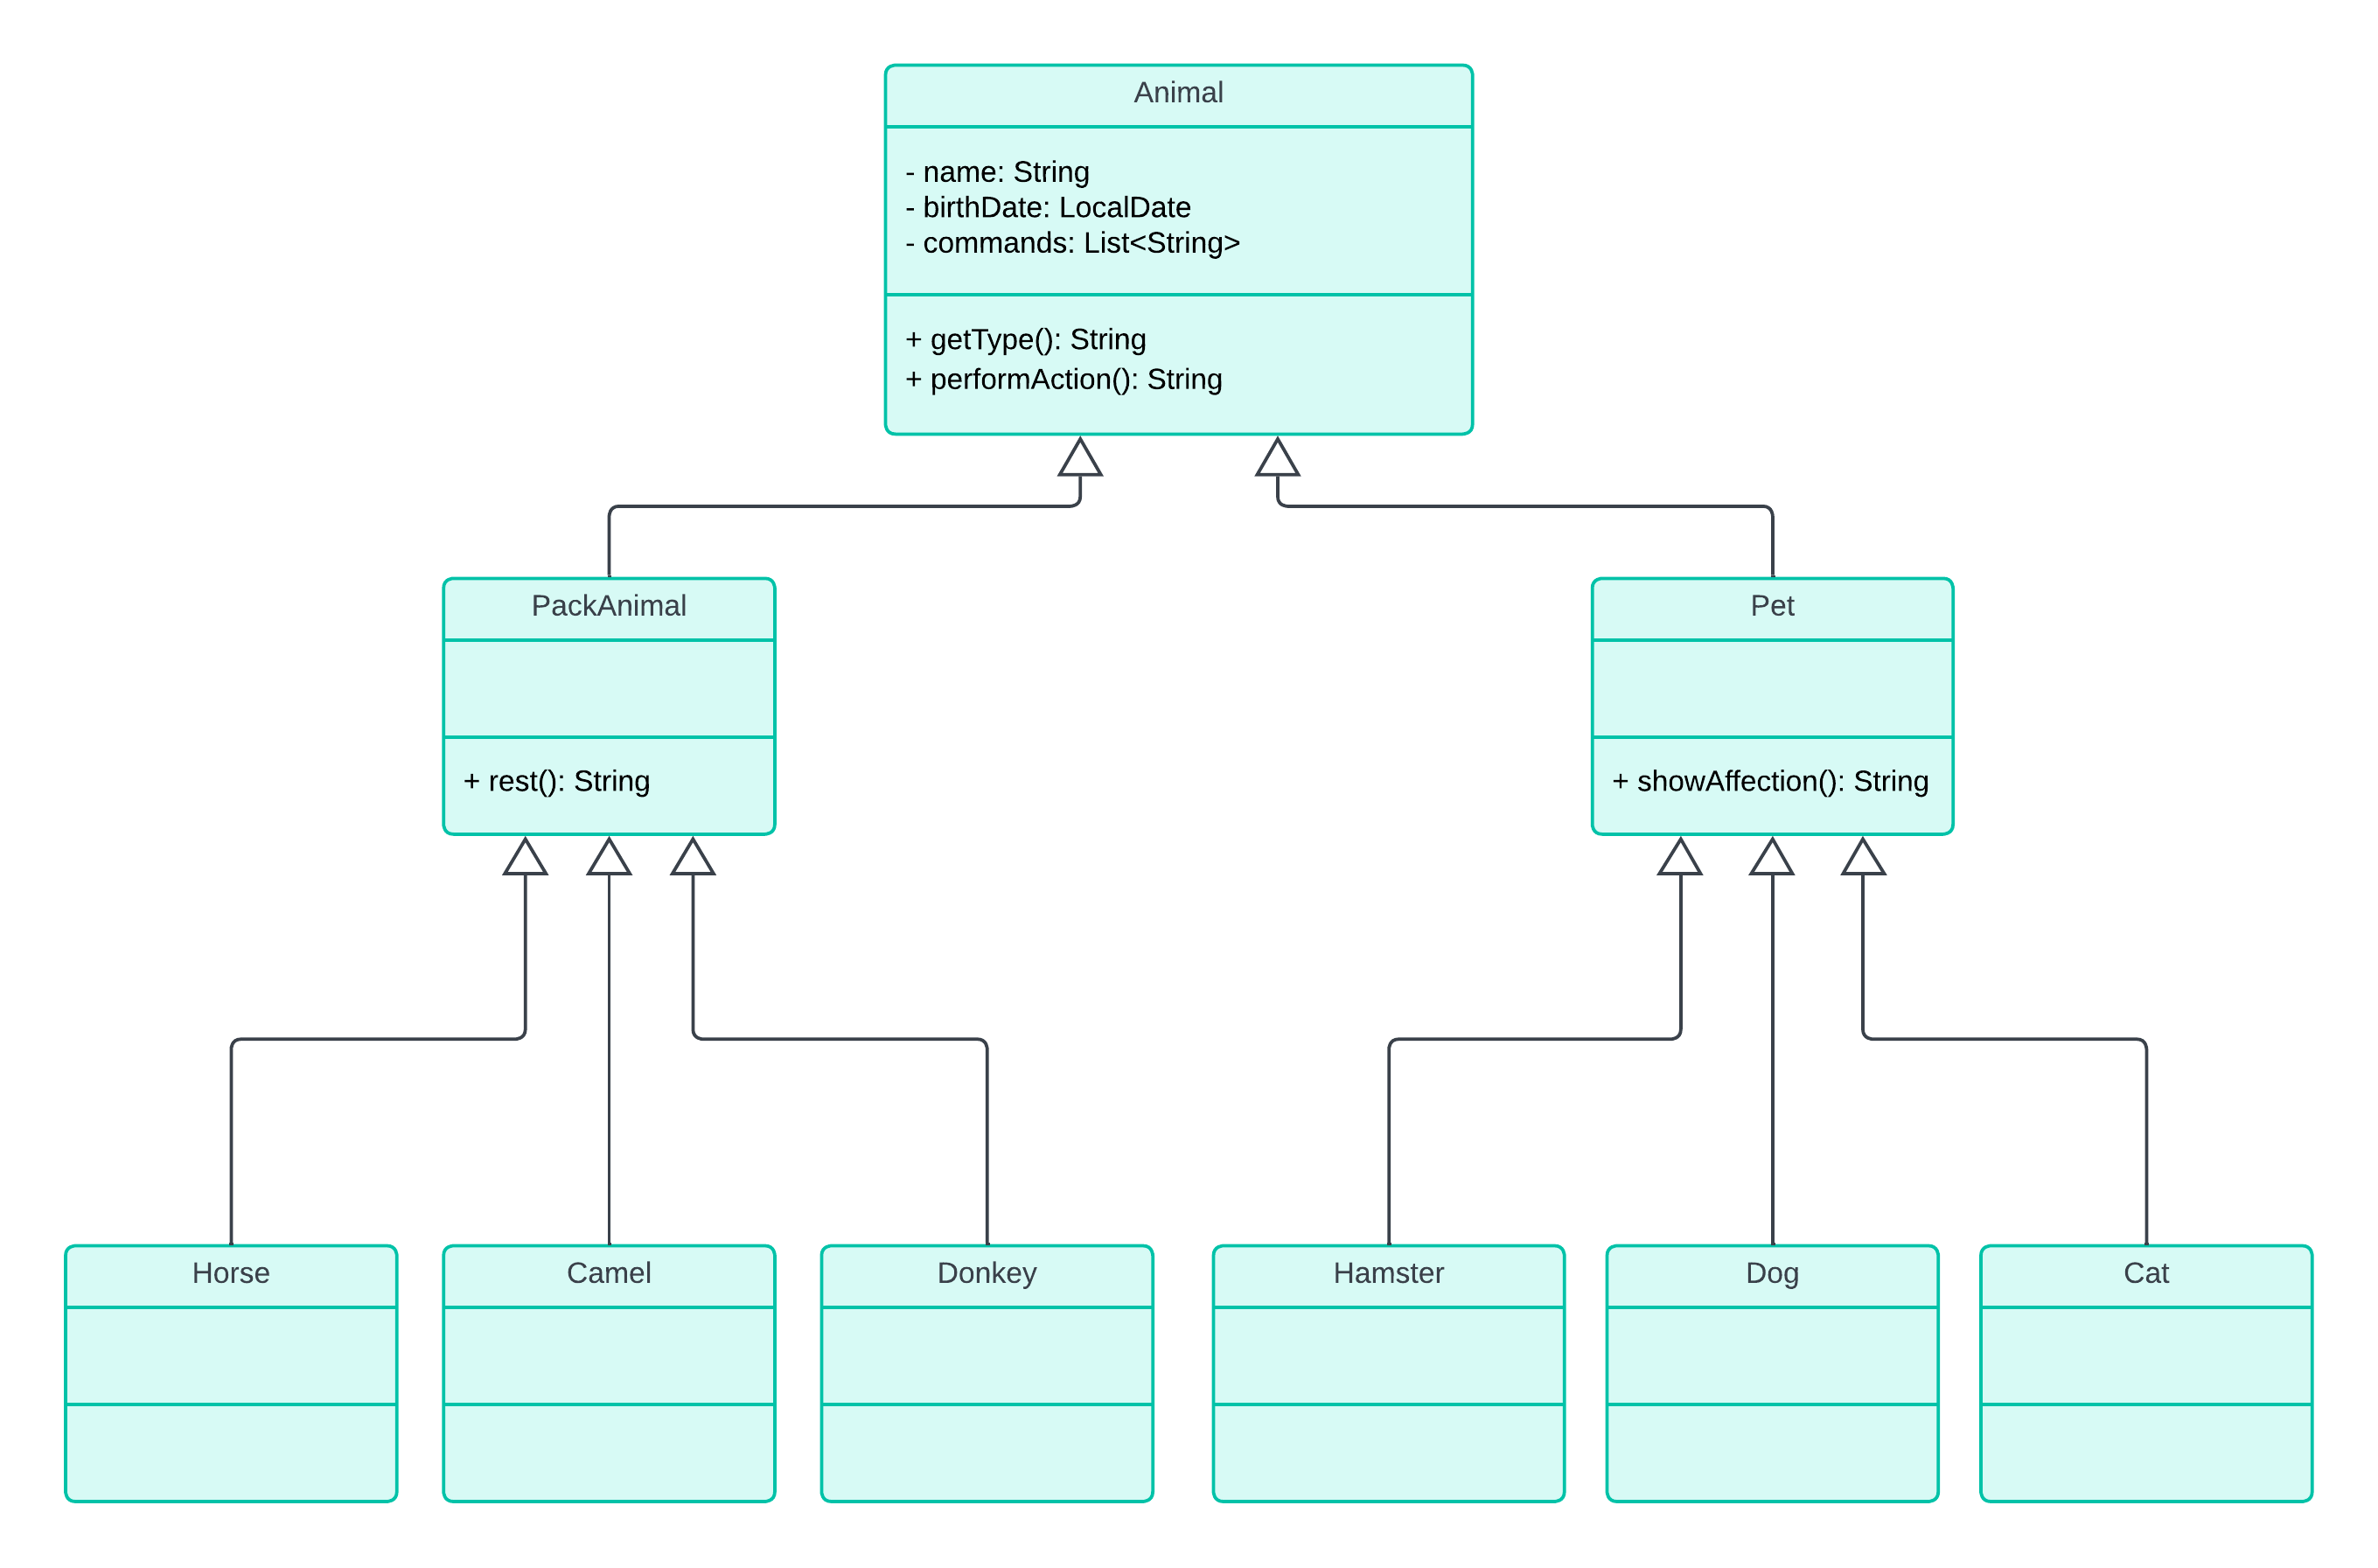 Animal
- name: String
- birthDate: LocalDate
- commands: List<String>
+ getType(): String
+ performAction(): String
PackAnimal
+ rest(): String
Pet
+ showAffection(): String
Horse
Camel
Donkey
Hamster
Dog
Cat